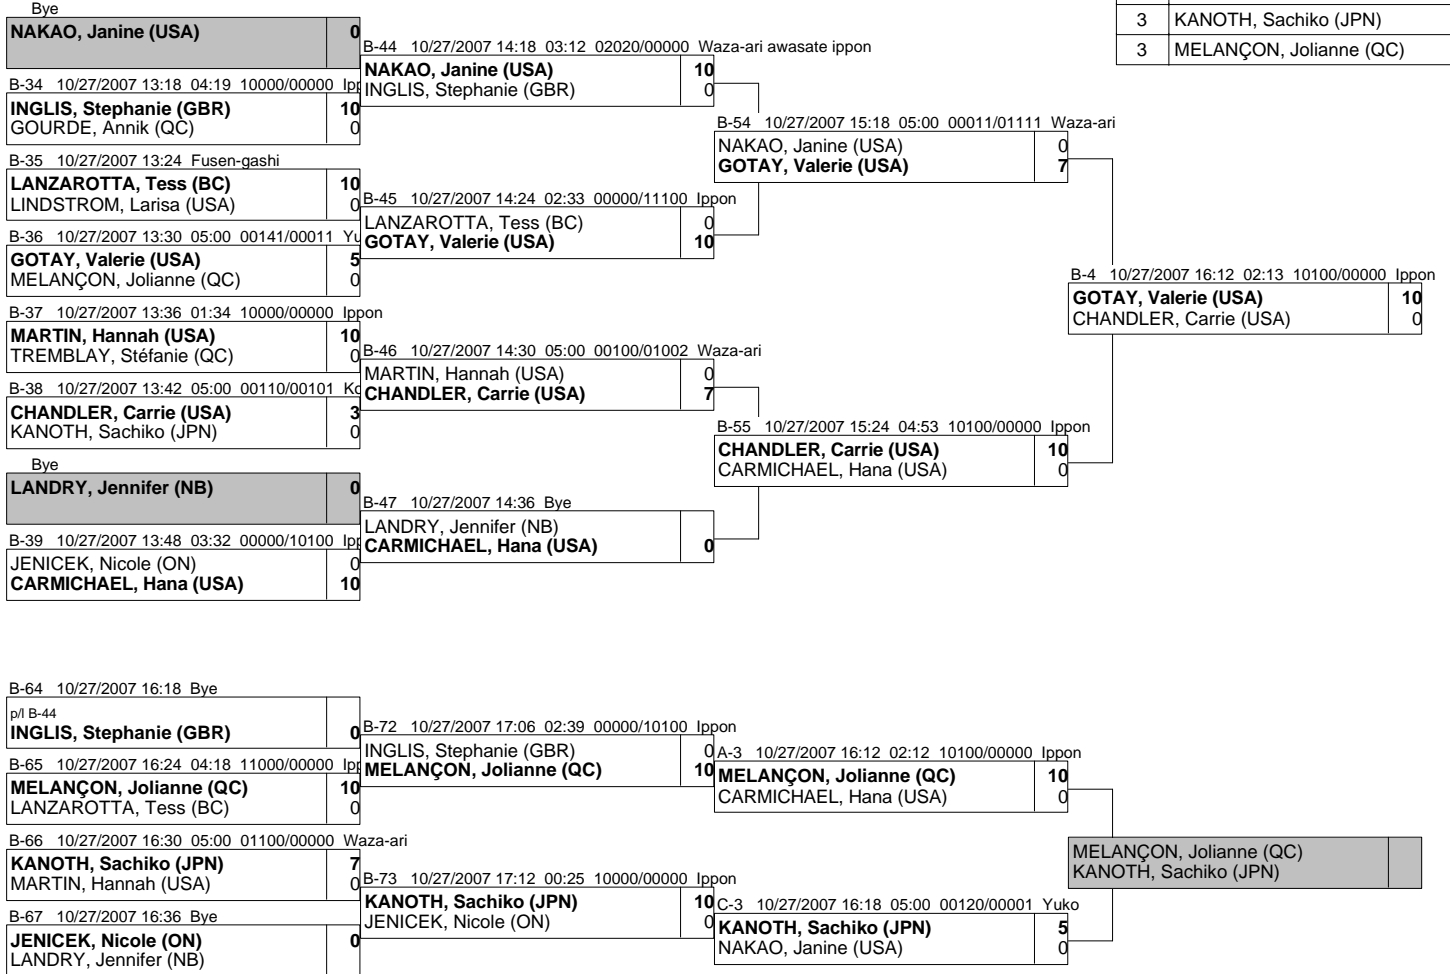 Bye
NAKAO, Janine (USA) 0
3 KANOTH, Sachiko (JPN)
3 MELANÇON, Jolianne (QC)
B-44 10/27/2007 14:18 03:12 02020/00000 Waza-ari awasate ippon
NAKAO, Janine (USA) 10
INGLIS, Stephanie (GBR) 0
B-34 10/27/2007 13:18 04:19 10000/00000 Ipp
INGLIS, Stephanie (GBR) 10
GOURDE, Annik (QC) 0
B-54 10/27/2007 15:18 05:00 00011/01111 Waza-ari
NAKAO, Janine (USA) 0
GOTAY, Valerie (USA) 7
B-35 10/27/2007 13:24 Fusen-gashi
LANZAROTTA, Tess (BC) 10
LINDSTROM, Larisa (USA) 0
B-45 10/27/2007 14:24 02:33 00000/11100 Ippon
LANZAROTTA, Tess (BC) 0
GOTAY, Valerie (USA) 10
B-36 10/27/2007 13:30 05:00 00141/00011 Yu
GOTAY, Valerie (USA) 5
MELANÇON, Jolianne (QC) 0
B-4 10/27/2007 16:12 02:13 10100/00000 Ippon
GOTAY, Valerie (USA) 10
CHANDLER, Carrie (USA) 0
B-37 10/27/2007 13:36 01:34 10000/00000 Ippon
MARTIN, Hannah (USA) 10
TREMBLAY, Stéfanie (QC) 0
B-46 10/27/2007 14:30 05:00 00100/01002 Waza-ari
MARTIN, Hannah (USA) 0
CHANDLER, Carrie (USA) 7
B-38 10/27/2007 13:42 05:00 00110/00101 Ko
CHANDLER, Carrie (USA) 3
KANOTH, Sachiko (JPN) 0
B-55 10/27/2007 15:24 04:53 10100/00000 Ippon
CHANDLER, Carrie (USA) 10
CARMICHAEL, Hana (USA) 0
Bye
LANDRY, Jennifer (NB) 0
B-47 10/27/2007 14:36 Bye
LANDRY, Jennifer (NB)
CARMICHAEL, Hana (USA) 0
B-39 10/27/2007 13:48 03:32 00000/10100 Ipp
JENICEK, Nicole (ON) 0
CARMICHAEL, Hana (USA) 10
B-64 10/27/2007 16:18 Bye
p/l B-44
INGLIS, Stephanie (GBR) 0
B-72 10/27/2007 17:06 02:39 00000/10100 Ippon
INGLIS, Stephanie (GBR) 0
MELANÇON, Jolianne (QC) 10
B-65 10/27/2007 16:24 04:18 11000/00000 Ipp
MELANÇON, Jolianne (QC) 10
LANZAROTTA, Tess (BC) 0
A-3 10/27/2007 16:12 02:12 10100/00000 Ippon
MELANÇON, Jolianne (QC) 10
CARMICHAEL, Hana (USA) 0
B-66 10/27/2007 16:30 05:00 01100/00000 Waza-ari
KANOTH, Sachiko (JPN) 7
MARTIN, Hannah (USA) 0
MELANÇON, Jolianne (QC)
KANOTH, Sachiko (JPN)
B-73 10/27/2007 17:12 00:25 10000/00000 Ippon
KANOTH, Sachiko (JPN) 10
JENICEK, Nicole (ON) 0
B-67 10/27/2007 16:36 Bye
JENICEK, Nicole (ON) 0
LANDRY, Jennifer (NB)
C-3 10/27/2007 16:18 05:00 00120/00001 Yuko
KANOTH, Sachiko (JPN) 5
NAKAO, Janine (USA) 0